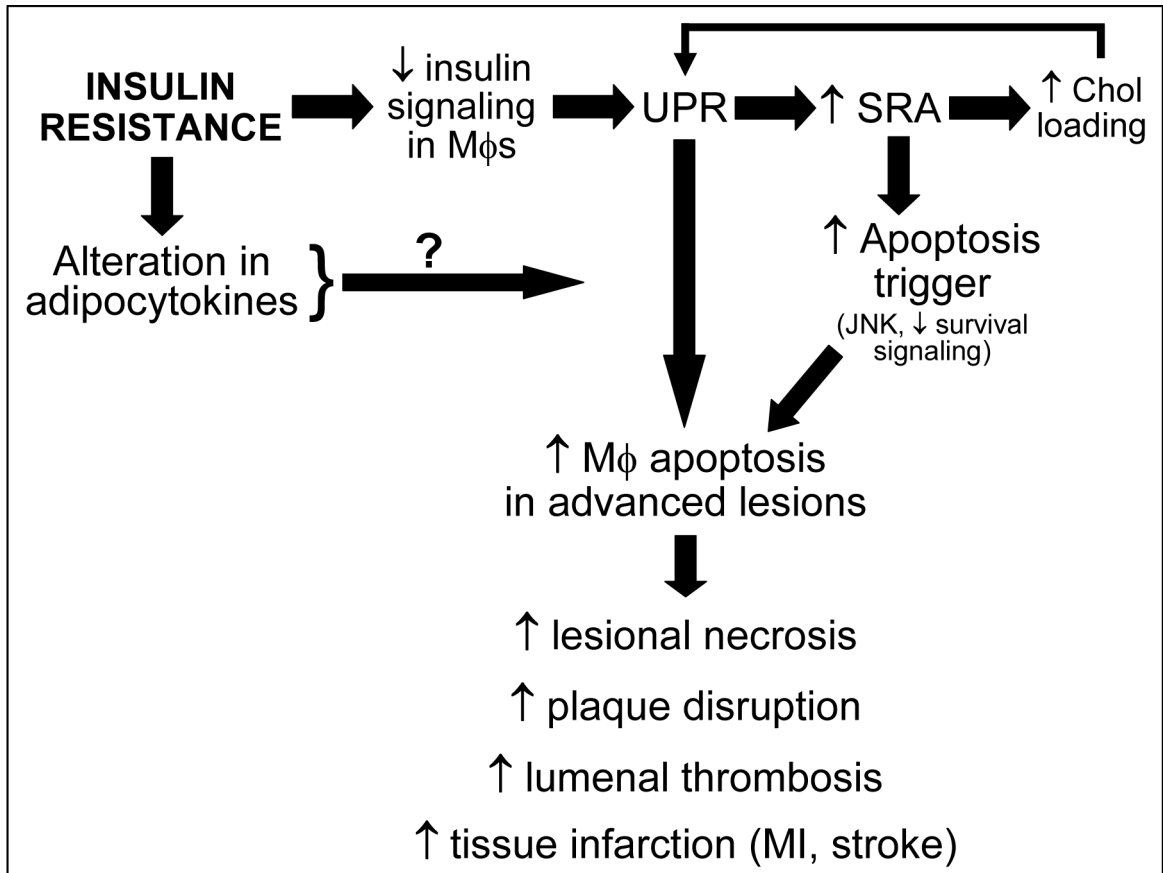 INSULIN
RESISTANCE
↓ insulin
signaling
in Mϕs
UPR
↑ SRA
↑ Chol
loading
Alteration in
adipocytokines }
?
↑ Apoptosis
trigger
(JNK, ↓ survival
signaling)
↑ Mϕ apoptosis
in advanced lesions
↑ lesional necrosis
↑ plaque disruption
↑ lumenal thrombosis
↑ tissue infarction (MI, stroke)